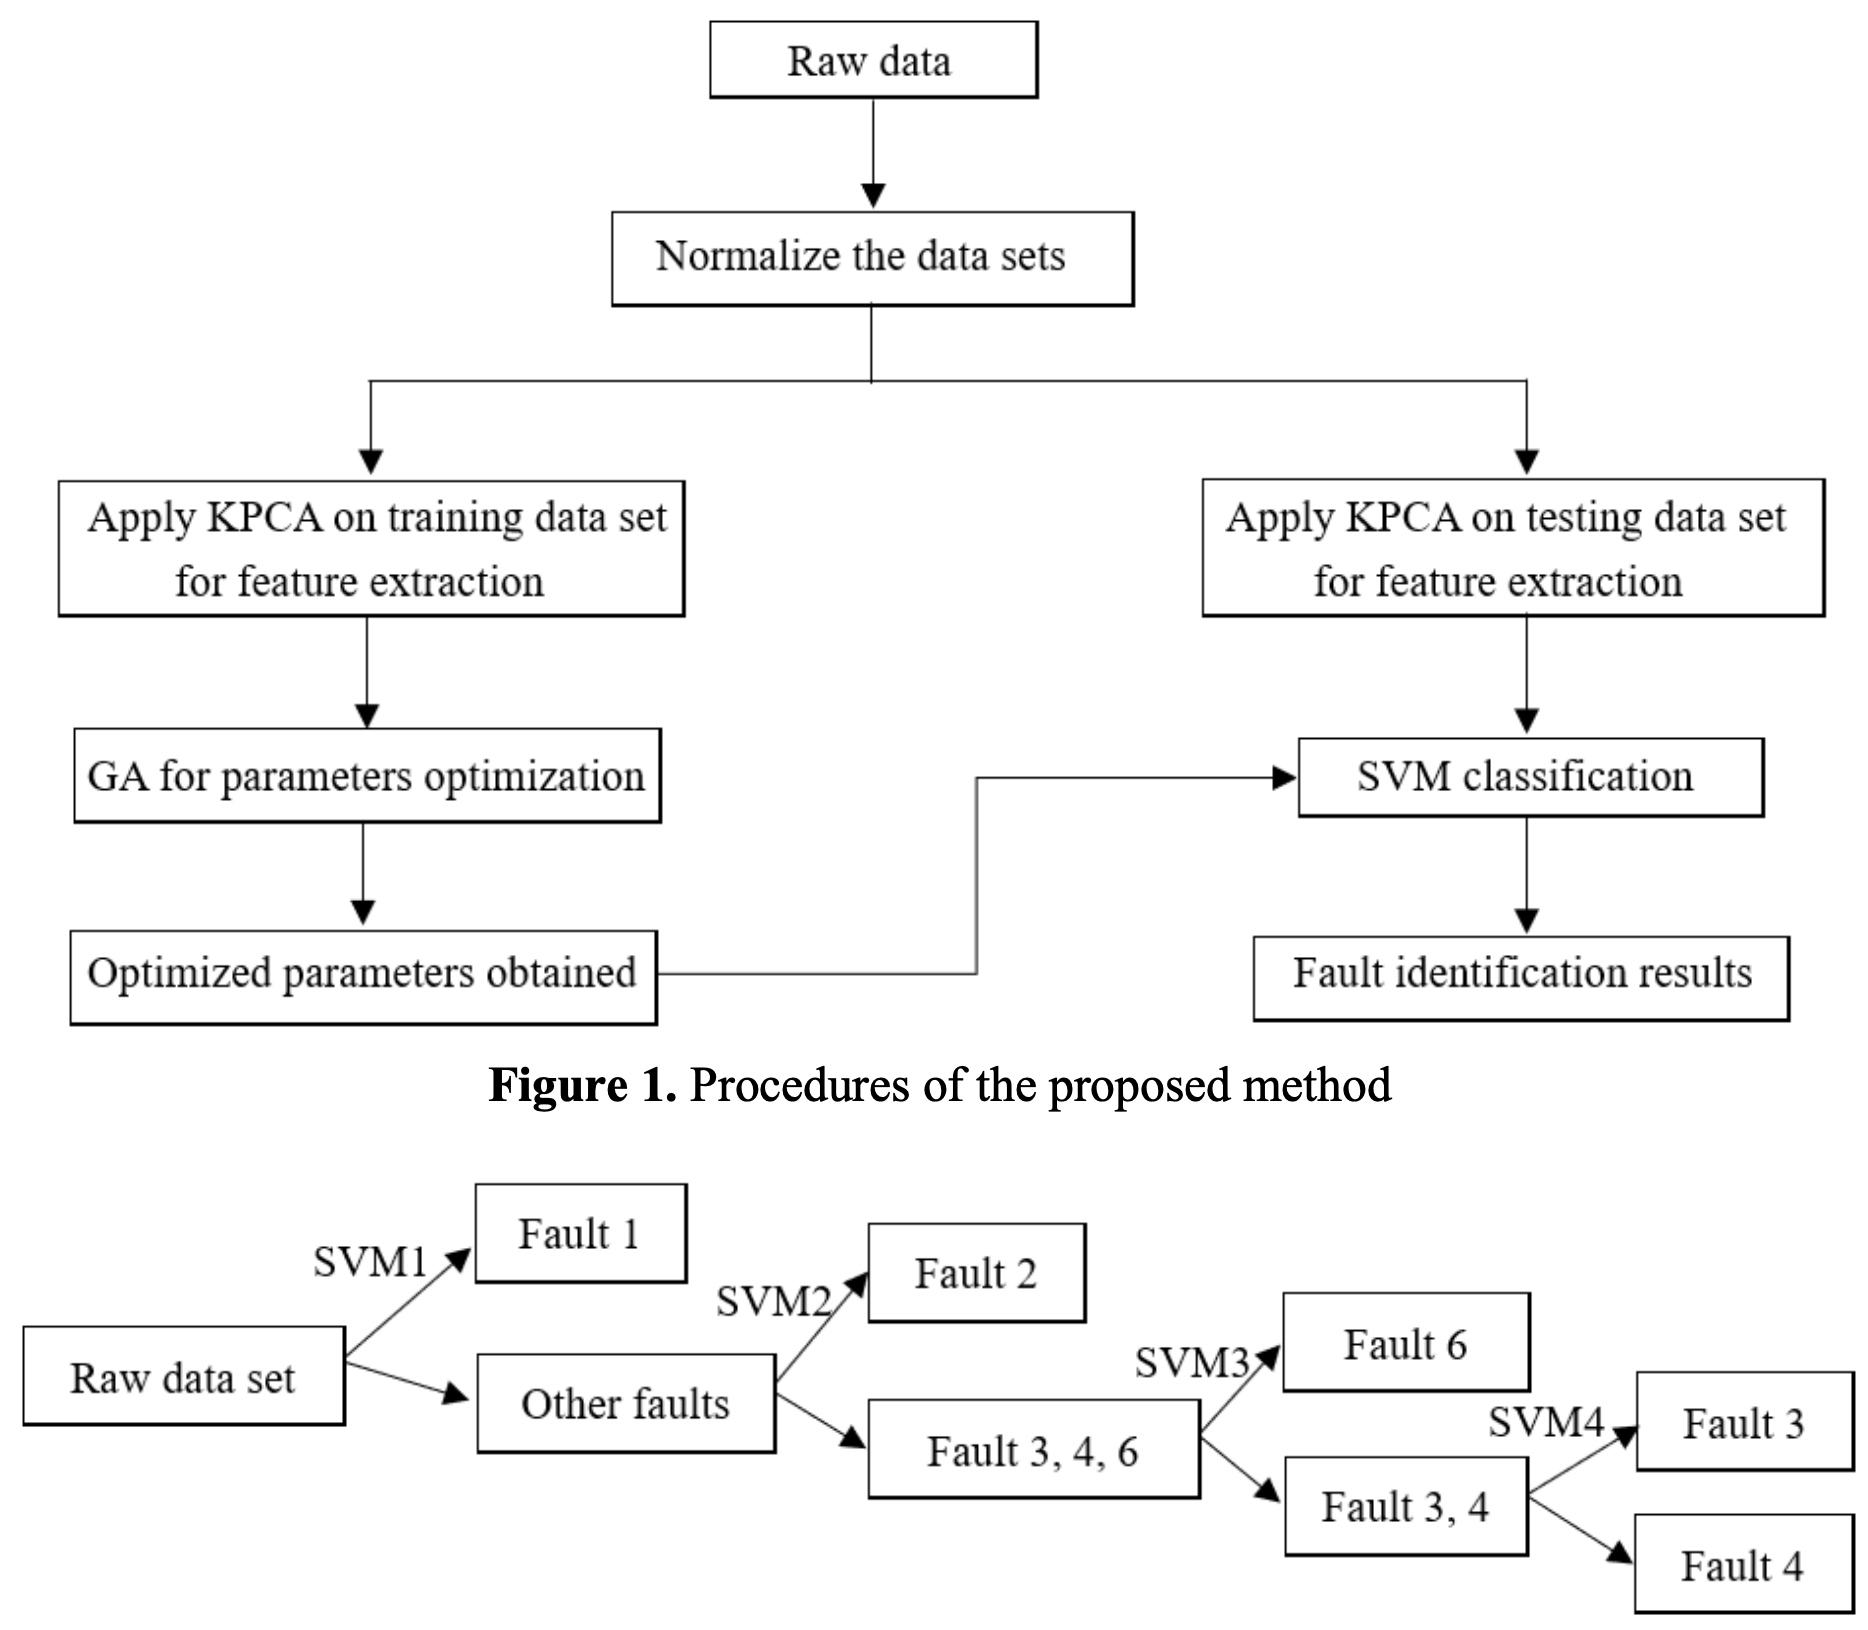 Raw data
Normalize the data sets
Apply KPCA on training data set
for feature extraction
Apply KPCA on testing data set
for feature extraction
GA for parameters optimization
SVM classification
Optimized parameters obtained
Fault identification results
Figure 1. Procedures of the proposed method
Raw data set
SVM1
Fault 1
Other faults
SVM2
Fault 2
Fault 3, 4, 6
SVM3
Fault 6
Fault 3, 4
SVM4
Fault 3
Fault 4